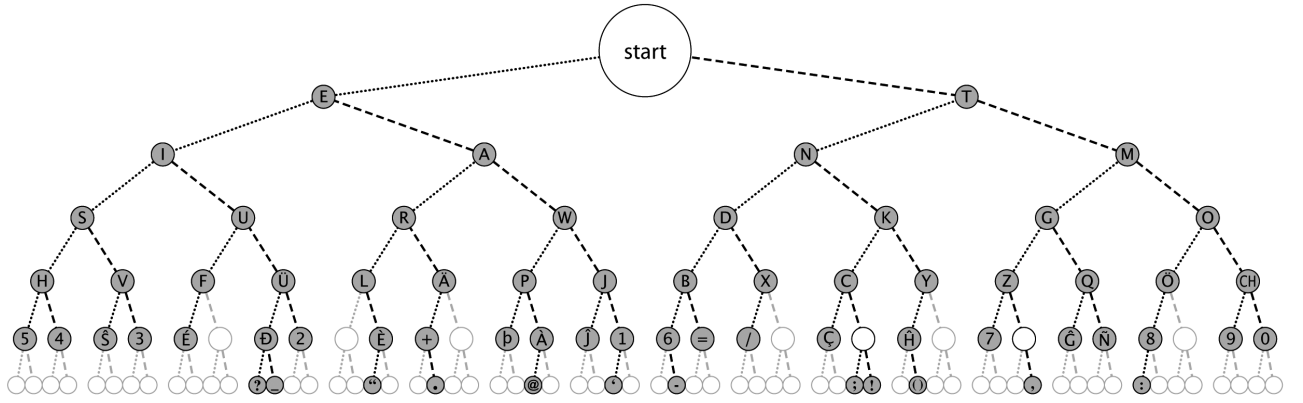 start
E T
I A N M
S U R W D K G O
H V F Ü L Ä P J B X C Y Z Q Ö CH
5 4 Ŝ 3 É Đ 2 È + þ À Ĵ 1 6 = / Ç Ĥ 7 Ĝ Ñ 8 9 0
? _ “ . @ ‘ - ; ! () , :